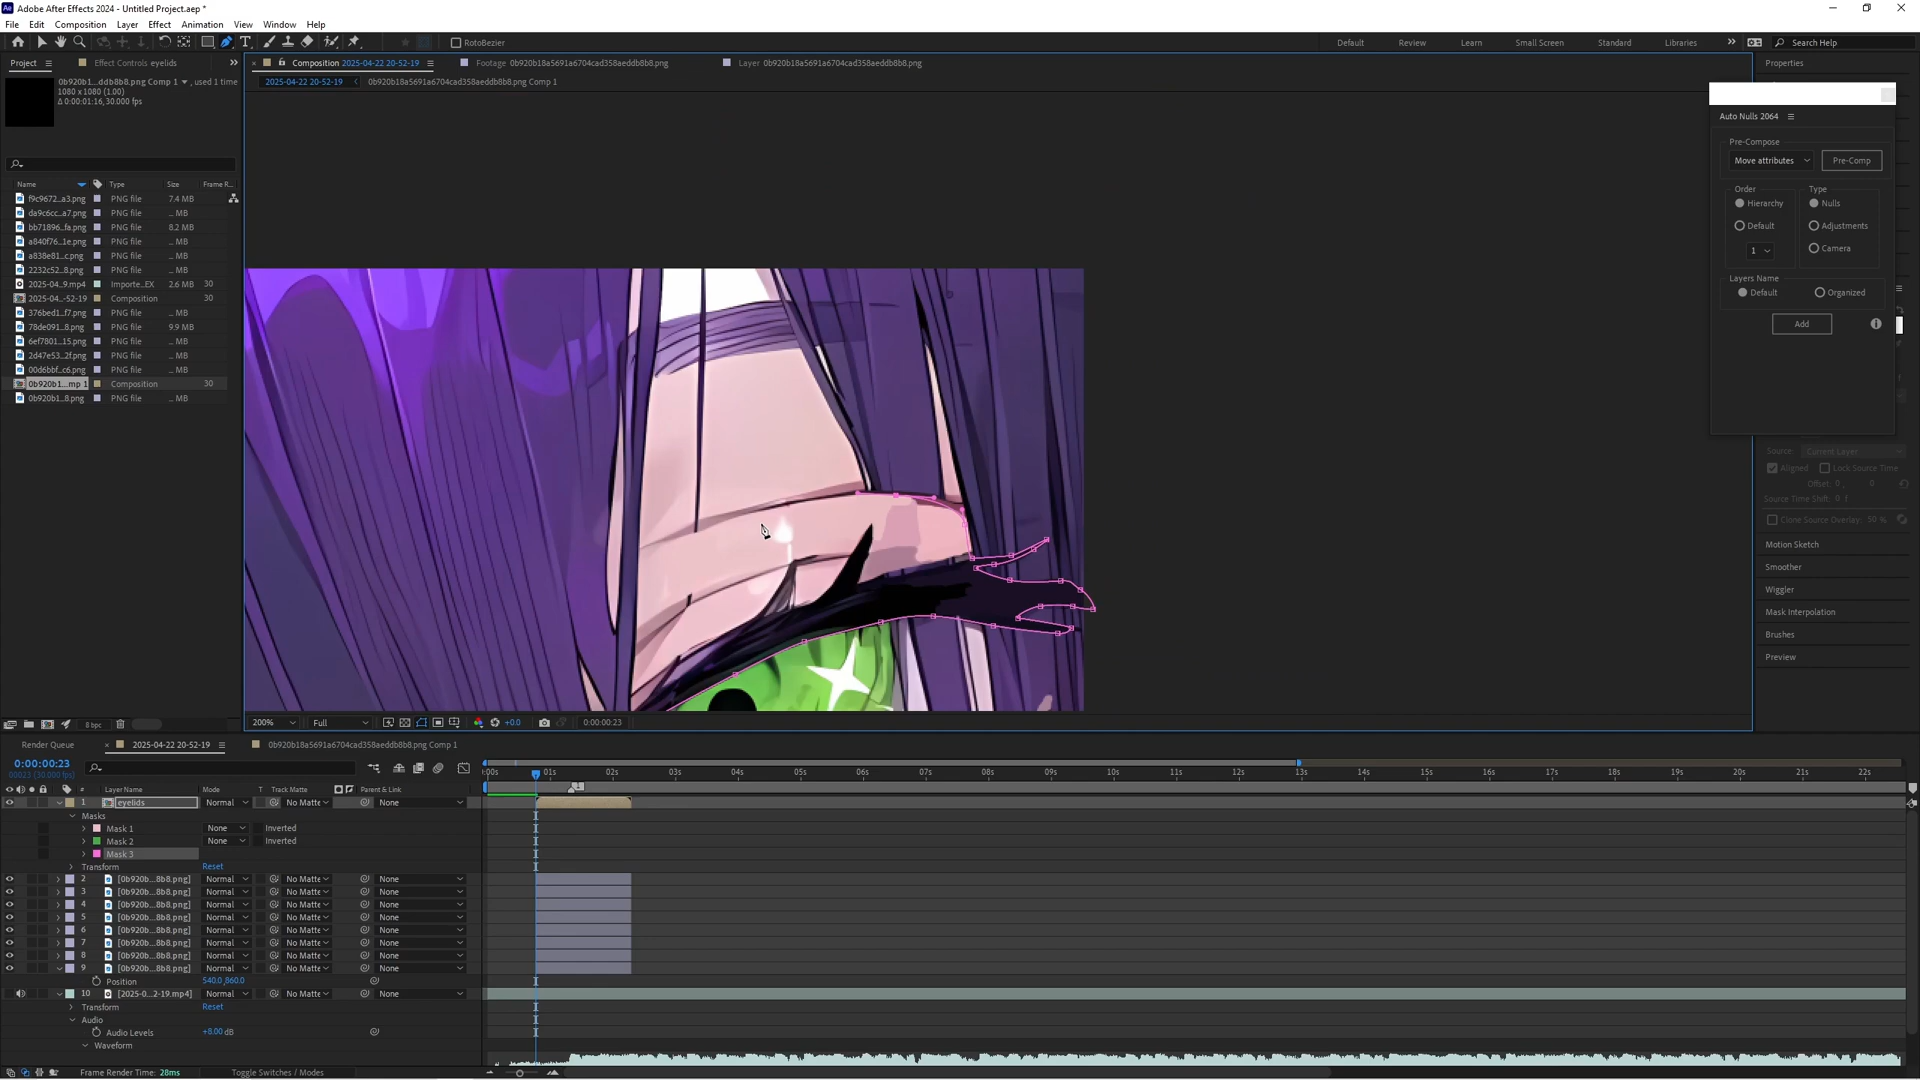 Adobe After Effects 2024 - Untitled Project.aep *
File Edit Composition Layer Effect Animation View Window Help
RotoBezier
Default Review Learn Small Screen Standard Libraries Search Help
Project Effect Controls eyelids
Composition 2025-04-22 20-52-19 Footage 0b920b18a5691a6704cad358aeddb8b8.png Layer 0b920b18a5691a6704cad358aeddb8b8.png
2025-04-22 20-52-19 0b920b18a5691a6704cad358aeddb8b8.png Comp 1
0b920b1...ddb8b8.png Comp 1 , used 1 time
1080 x 1080 (1.00)
Δ 0:00:01:16, 30.000 fps
Name Type Size Frame R...
f9c9672...a3.png PNG file 7.4 MB
da9c6cc...a7.png PNG file ... MB
bb71896...fa.png PNG file 8.2 MB
a840f76...1e.png PNG file ... MB
a838e81...c.png PNG file ... MB
2232c52...8.png PNG file ... MB
2025-04...9.mp4 Importe...EX 2.6 MB 30
2025-04...-52-19 Composition 30
376bed1...f7.png PNG file ... MB
78de091...8.png PNG file 9.9 MB
6ef7801...15.png PNG file ... MB
2d47e53...2f.png PNG file ... MB
00d6bbf...c6.png PNG file ... MB
0b920b1...mp 1 Composition 30
0b920b1...8.png PNG file ... MB
8 bpc
200% Full +0.0 0:00:00:23
Properties
Auto Nulls 2064
Pre-Compose
Move attributes Pre-Comp
Order Type
Hierarchy Nulls
Default Adjustments
1 Camera
Layers Name
Default Organized
Add
Source: Current Layer
Aligned Lock Source Time
Offset: 0 , 0
Source Time Shift: 0 f
Clone Source Overlay: 50 %
Motion Sketch
Smoother
Wiggler
Mask Interpolation
Brushes
Preview
Render Queue 2025-04-22 20-52-19 0b920b18a5691a6704cad358aeddb8b8.png Comp 1
0:00:00:23
00023 (30.000 fps)
:00s 01s 02s 03s 04s 05s 06s 07s 08s 09s 10s 11s 12s 13s 14s 15s 16s 17s 18s 19s 20s 21s 22s
# Layer Name Mode T Track Matte Parent & Link
1 eyelids Normal No Matte None
Masks
Mask 1 None Inverted
Mask 2 None Inverted
Mask 3
Transform Reset
2 [0b920b...8b8.png] Normal No Matte None
3 [0b920b...8b8.png] Normal No Matte None
4 [0b920b...8b8.png] Normal No Matte None
5 [0b920b...8b8.png] Normal No Matte None
6 [0b920b...8b8.png] Normal No Matte None
7 [0b920b...8b8.png] Normal No Matte None
8 [0b920b...8b8.png] Normal No Matte None
9 [0b920b...8b8.png] Normal No Matte None
Position 540.0,860.0
10 [2025-0...2-19.mp4] Normal No Matte None
Transform Reset
Audio
Audio Levels +8.00 dB
Waveform
Frame Render Time: 28ms Toggle Switches / Modes